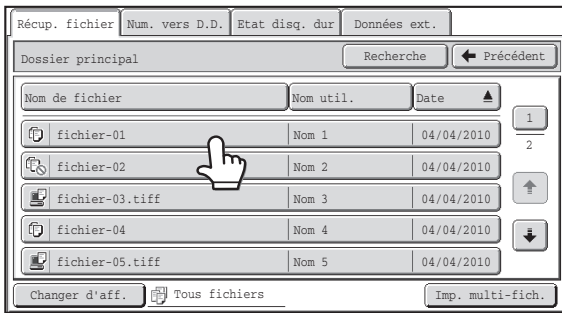 Récup. fichier Num. vers D.D. Etat disq. dur Données ext.
Dossier principal Recherche Précédent
Nom de fichier Nom util. Date
fichier-01 Nom 1 04/04/2010 1
fichier-02 Nom 2 04/04/2010 2
fichier-03.tiff Nom 3 04/04/2010
fichier-04 Nom 4 04/04/2010
fichier-05.tiff Nom 5 04/04/2010
Changer d'aff. Tous fichiers Imp. multi-fich.